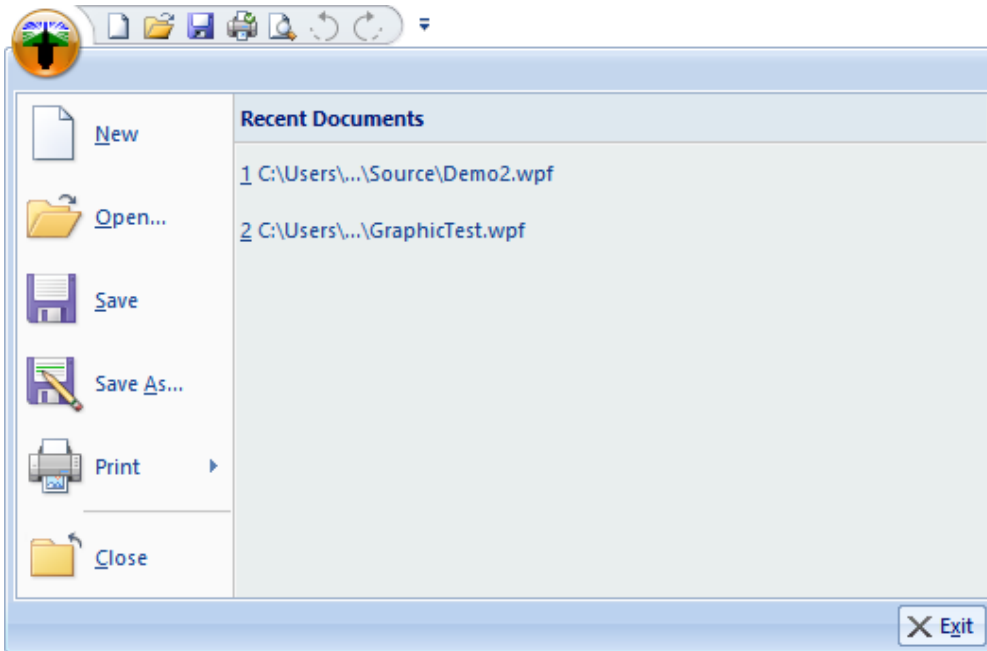 New
Open...
Save
Save As...
Print
Close
Recent Documents
1 C:\Users\...\Source\Demo2.wpf
2 C:\Users\...\GraphicTest.wpf
Exit